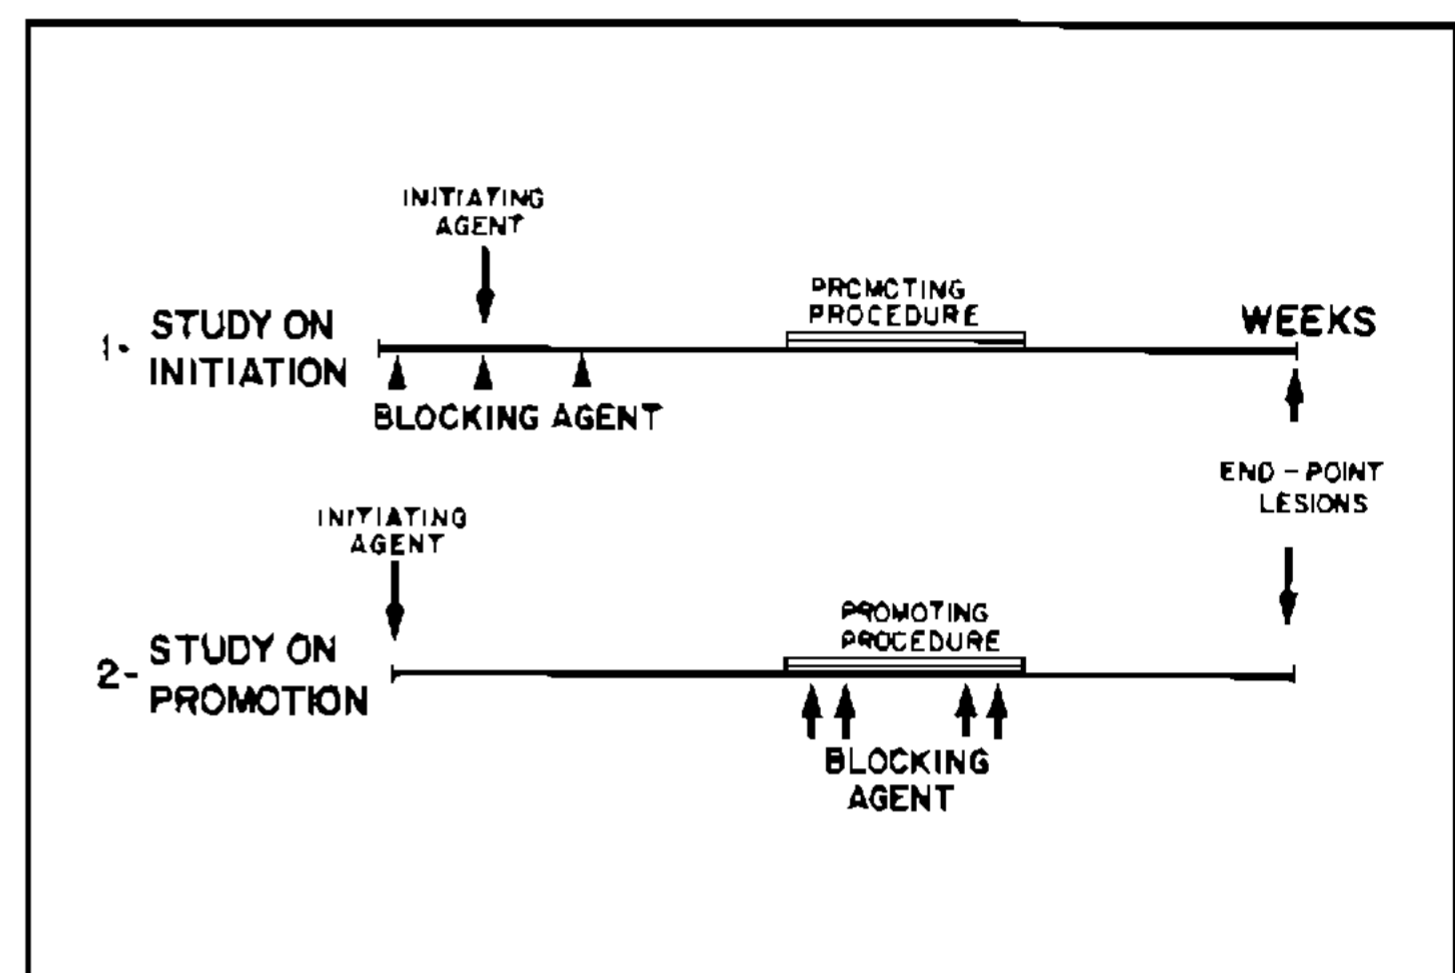 INITIATING
AGENT
PROMOTING
PROCEDURE
WEEKS
1- STUDY ON
INITIATION
BLOCKING AGENT
END - POINT
LESIONS
INITIATING
AGENT
PROMOTING
PROCEDURE
2- STUDY ON
PROMOTION
BLOCKING
AGENT